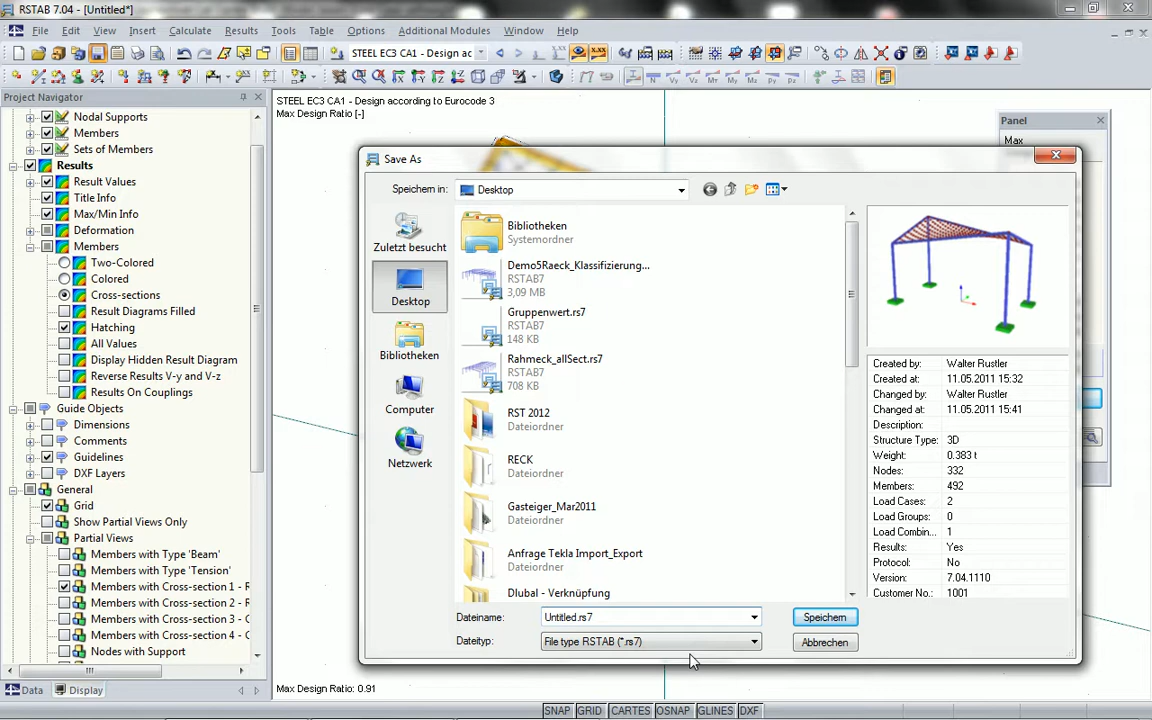 RSTAB 7.04 - [Untitled*]
File Edit View Insert Calculate Results Tools Table Options Additional Modules Window Help
STEEL EC3 CA1 - Design ac
Project Navigator
Nodal Supports
Members
Sets of Members
Results
Result Values
Title Info
Max/Min Info
Deformation
Members
Two-Colored
Colored
Cross-sections
Result Diagrams Filled
Hatching
All Values
Display Hidden Result Diagram
Reverse Results V-y and V-z
Results On Couplings
Guide Objects
Dimensions
Comments
Guidelines
DXF Layers
General
Grid
Show Partial Views Only
Partial Views
Members with Type 'Beam'
Members with Type 'Tension'
Members with Cross-section 1 - R
Members with Cross-section 2 - R
Members with Cross-section 3 - C
Members with Cross-section 4 - C
Nodes with Support
Data Display
STEEL EC3 CA1 - Design according to Eurocode 3
Max Design Ratio [-]
Panel
Max
Save As
Speichern in: Desktop
Zuletzt besucht
Desktop
Bibliotheken
Computer
Netzwerk
Bibliotheken
Systemordner
Demo5Raeck_Klassifizierung...
RSTAB7
3,09 MB
Gruppenwert.rs7
RSTAB7
148 KB
Rahmeck_allSect.rs7
RSTAB7
708 KB
RST 2012
Dateiordner
RECK
Dateiordner
Gasteiger_Mar2011
Dateiordner
Anfrage Tekla Import_Export
Dateiordner
Dlubal - Verknüpfung
Created by: Walter Rustler
Created at: 11.05.2011 15:32
Changed by: Walter Rustler
Changed at: 11.05.2011 15:41
Description:
Structure Type: 3D
Weight: 0.383 t
Nodes: 332
Members: 492
Load Cases: 2
Load Groups: 0
Load Combin... 1
Results: Yes
Protocol: No
Version: 7.04.1110
Customer No.: 1001
Dateiname: Untitled.rs7 Speichern
Dateityp: File type RSTAB (*.rs7) Abbrechen
Max Design Ratio: 0.91
SNAP GRID CARTES OSNAP GLINES DXF